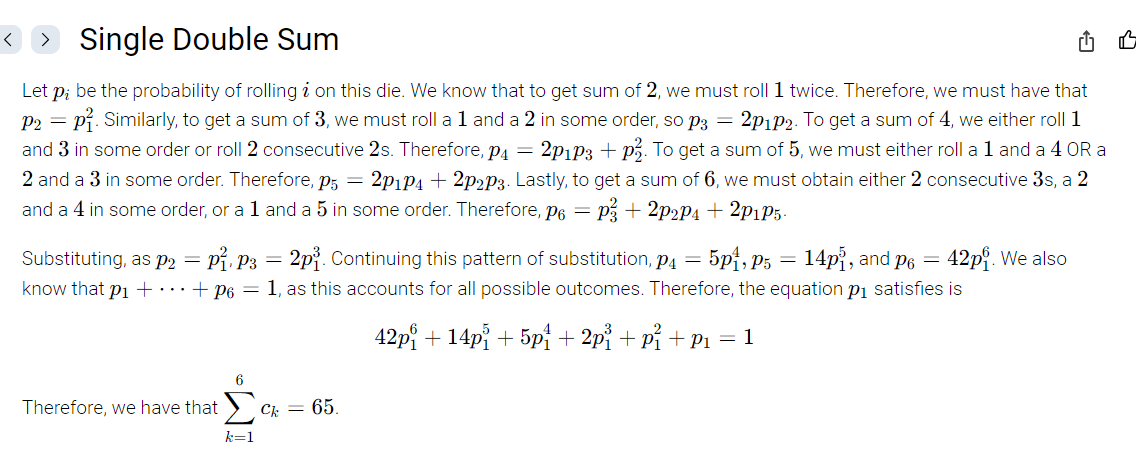 Single Double Sum
Let $p_i$ be the probability of rolling $i$ on this die. We know that to get sum of 2, we must roll 1 twice. Therefore, we must have that
$p_2 = p_1^2$. Similarly, to get a sum of 3, we must roll a 1 and a 2 in some order, so $p_3 = 2p_1p_2$. To get a sum of 4, we either roll 1
and 3 in some order or roll 2 consecutive 2s. Therefore, $p_4 = 2p_1p_3 + p_2^2$. To get a sum of 5, we must either roll a 1 and a 4 OR a
2 and a 3 in some order. Therefore, $p_5 = 2p_1p_4 + 2p_2p_3$. Lastly, to get a sum of 6, we must obtain either 2 consecutive 3s, a 2
and a 4 in some order, or a 1 and a 5 in some order. Therefore, $p_6 = p_3^2 + 2p_2p_4 + 2p_1p_5$.
Substituting, as $p_2 = p_1^2$, $p_3 = 2p_1^3$. Continuing this pattern of substitution, $p_4 = 5p_1^4$, $p_5 = 14p_1^5$, and $p_6 = 42p_1^6$. We also
know that $p_1 + \cdots + p_6 = 1$, as this accounts for all possible outcomes. Therefore, the equation $p_1$ satisfies is
$42p_1^6 + 14p_1^5 + 5p_1^4 + 2p_1^3 + p_1^2 + p_1 = 1$
Therefore, we have that $\sum_{k=1}^{6} c_k = 65$.